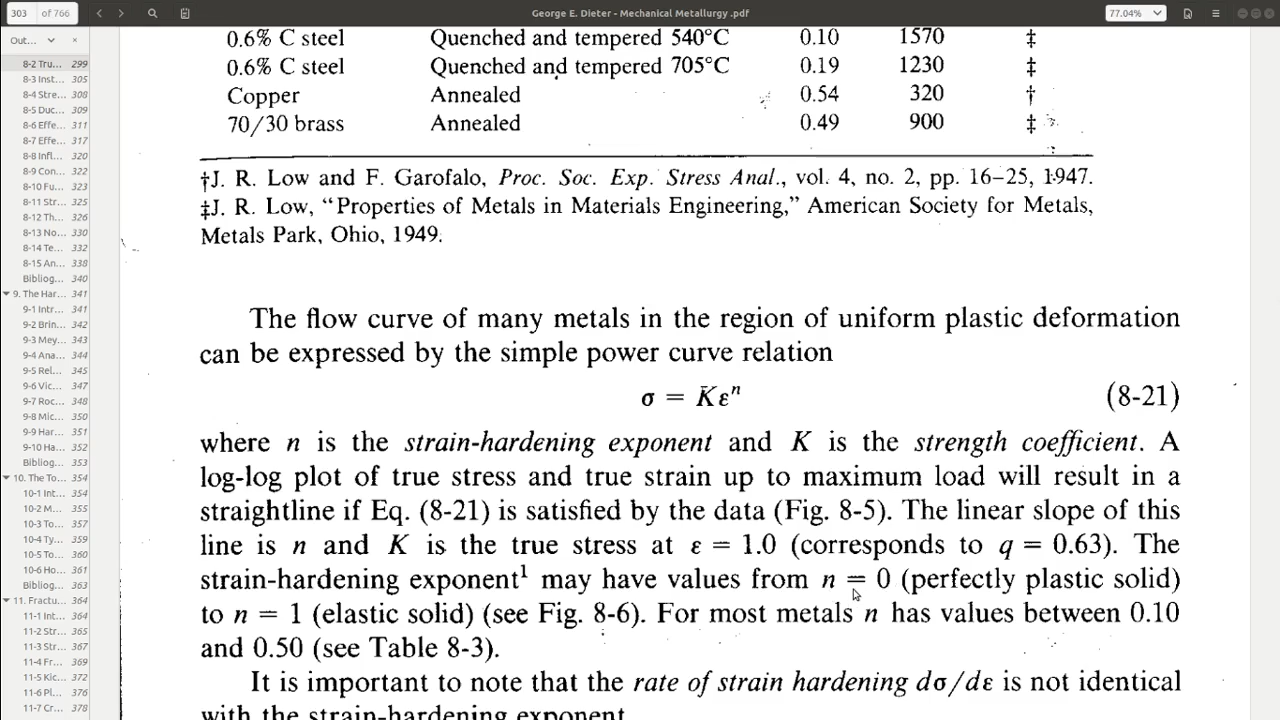 303 of 766
George E. Dieter - Mechanical Metallurgy .pdf
77.04%
Out...
8-2 Tru... 299
8-3 Inst... 305
8-4 Stre... 308
8-5 Duc... 309
8-6 Effe... 311
8-7 Effe... 317
8-8 Infl... 320
8-9 Con... 322
8-10 Fu... 323
8-11 Str... 325
8-12 Th... 326
8-13 No... 330
8-14 Te... 332
8-15 An... 338
Bibliog... 340
9. The Har... 341
9-1 Intr... 341
9-2 Brin... 342
9-3 Mey... 343
9-4 Ana... 344
9-5 Rel... 345
9-6 Vic... 347
9-7 Roc... 348
9-8 Mic... 350
9-9 Har... 351
9-10 Ha... 352
Bibliog... 353
10. The To... 354
10-1 Int... 354
10-2 M... 355
10-3 To... 357
10-4 Ty... 359
10-5 To... 360
10-6 Ho... 361
Bibliog... 363
11. Fractu... 364
11-1 Int... 364
11-2 Str... 365
11-3 Str... 367
11-4 Fr... 369
11-5 Kic... 372
11-6 Pl... 376
11-7 Cr... 378
0.6% C steel Quenched and tempered 540°C 0.10 1570 ‡
0.6% C steel Quenched and tempered 705°C 0.19 1230 ‡
Copper Annealed 0.54 320 †
70/30 brass Annealed 0.49 900 ‡
†J. R. Low and F. Garofalo, Proc. Soc. Exp. Stress Anal., vol. 4, no. 2, pp. 16–25, 1947.
‡J. R. Low, “Properties of Metals in Materials Engineering,” American Society for Metals,
Metals Park, Ohio, 1949.
The flow curve of many metals in the region of uniform plastic deformation
can be expressed by the simple power curve relation
σ = Kεⁿ (8-21)
where n is the strain-hardening exponent and K is the strength coefficient. A
log-log plot of true stress and true strain up to maximum load will result in a
straightline if Eq. (8-21) is satisfied by the data (Fig. 8-5). The linear slope of this
line is n and K is the true stress at ε = 1.0 (corresponds to q = 0.63). The
strain-hardening exponent¹ may have values from n = 0 (perfectly plastic solid)
to n = 1 (elastic solid) (see Fig. 8-6). For most metals n has values between 0.10
and 0.50 (see Table 8-3).
It is important to note that the rate of strain hardening dσ/dε is not identical
with the strain-hardening exponent